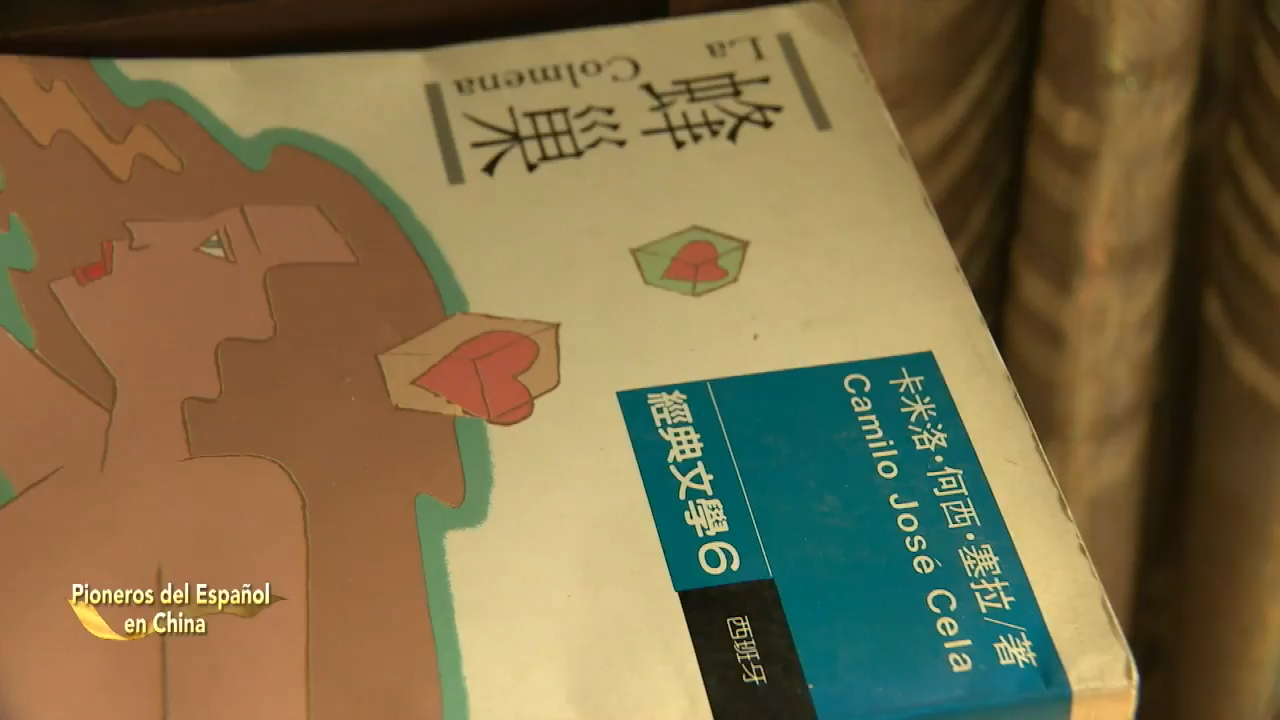 La
Colmena
蜂巢
卡米洛·何西·塞拉/著
Camilo José Cela
經典文學6
西班牙
Pioneros del Español
en China